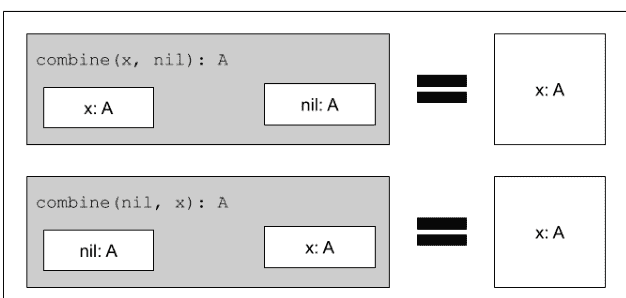 combine(x, nil): A
x: A
nil: A
x: A
combine(nil, x): A
nil: A
x: A
x: A